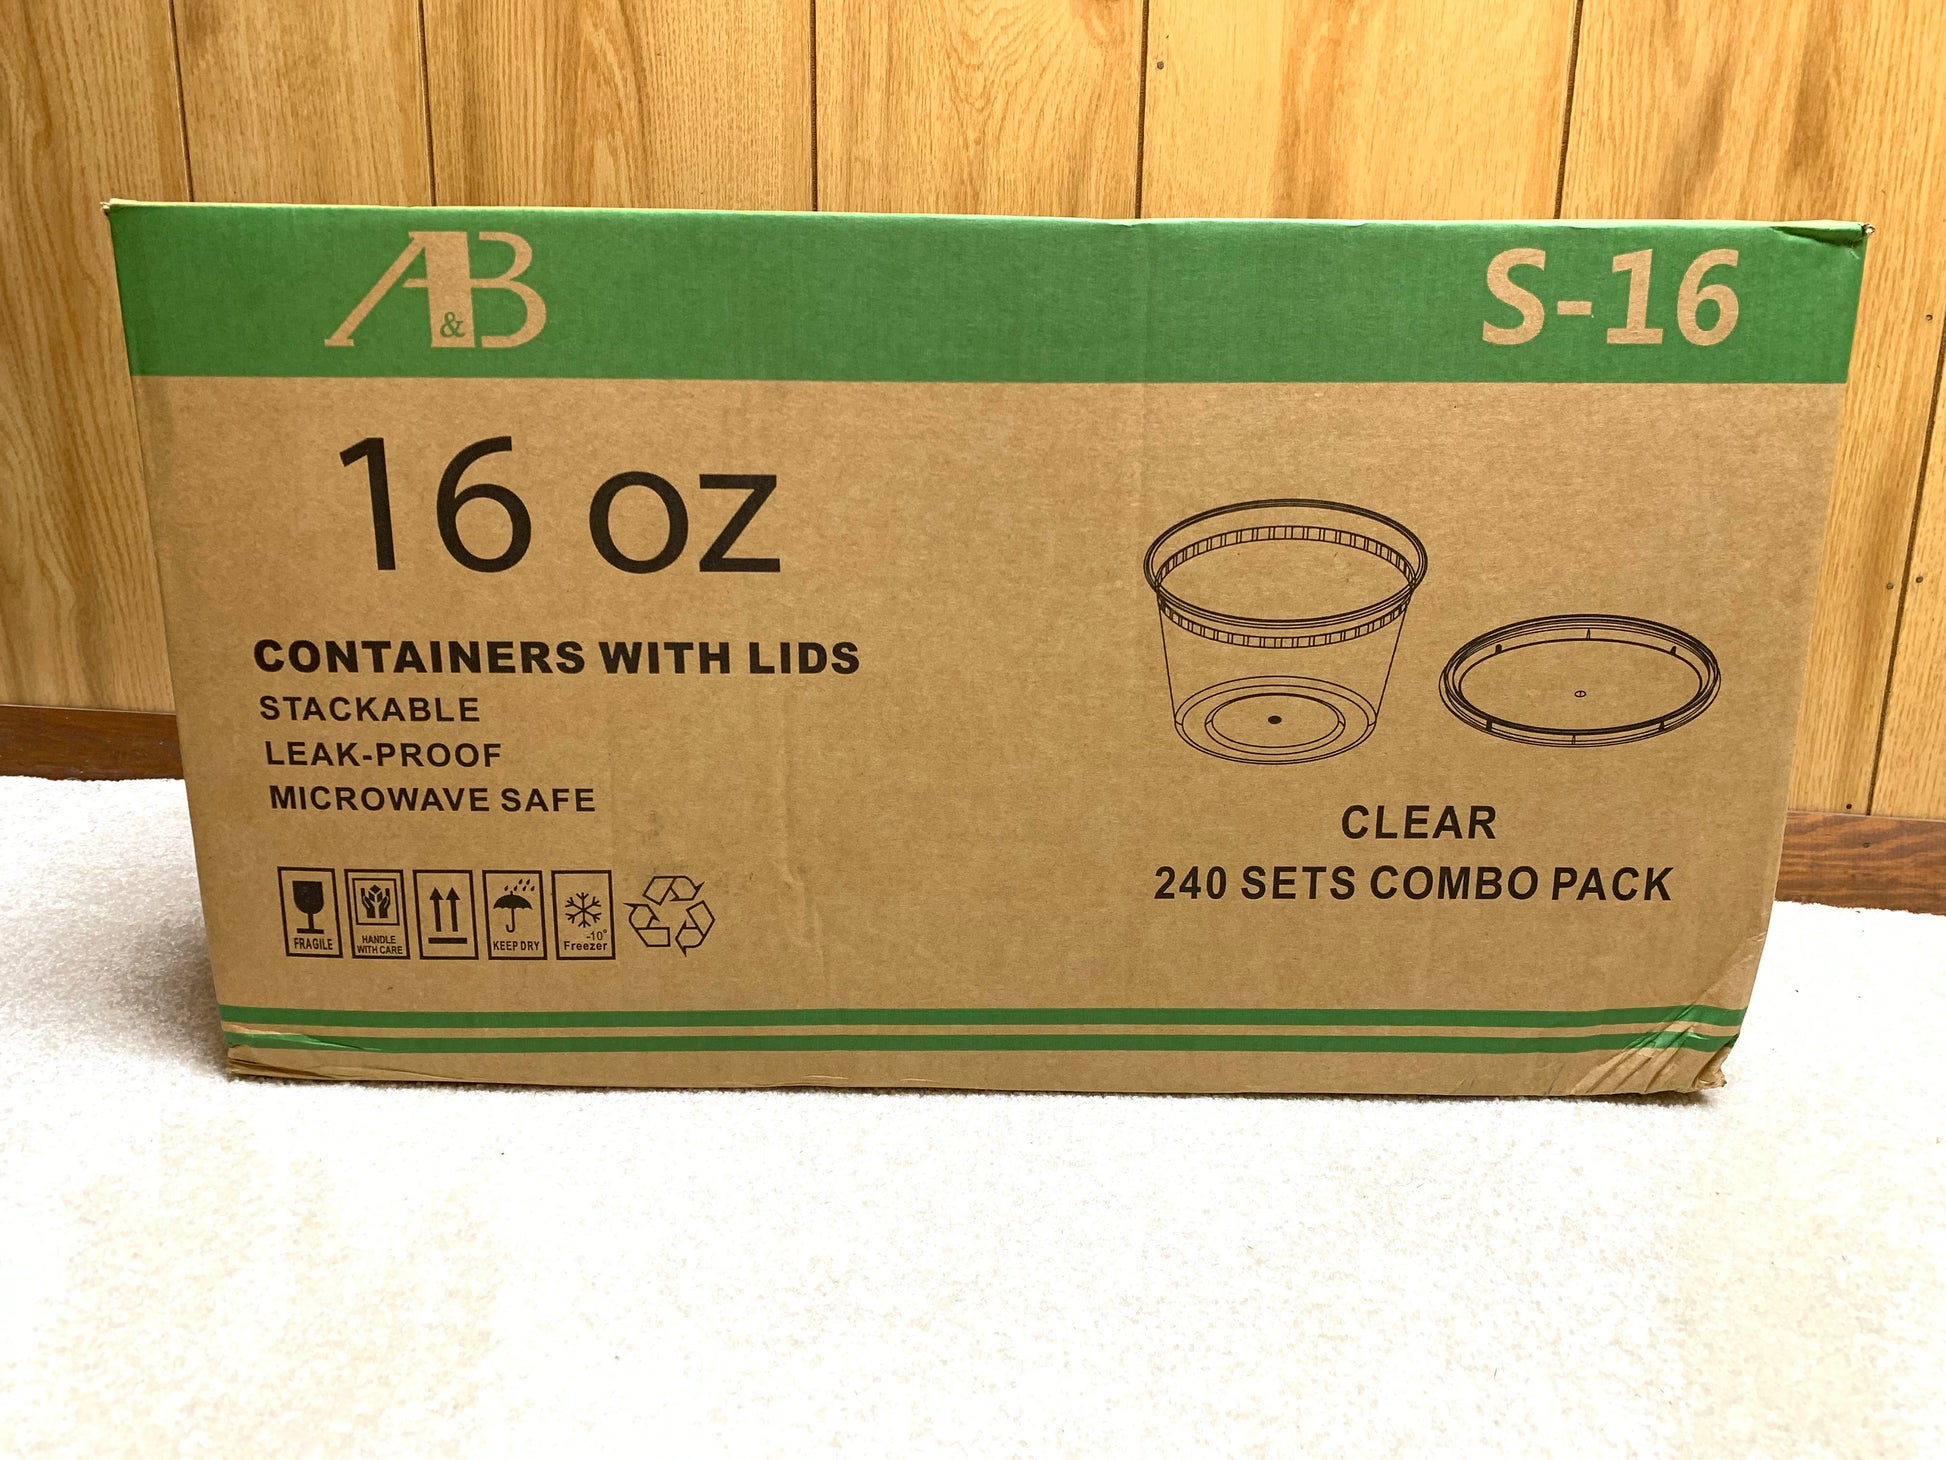 A&B
S-16
16 oz
CONTAINERS WITH LIDS
STACKABLE
LEAK-PROOF
MICROWAVE SAFE
FRAGILE
HANDLE
WITH CARE
KEEP DRY
-10°
Freezer
CLEAR
240 SETS COMBO PACK